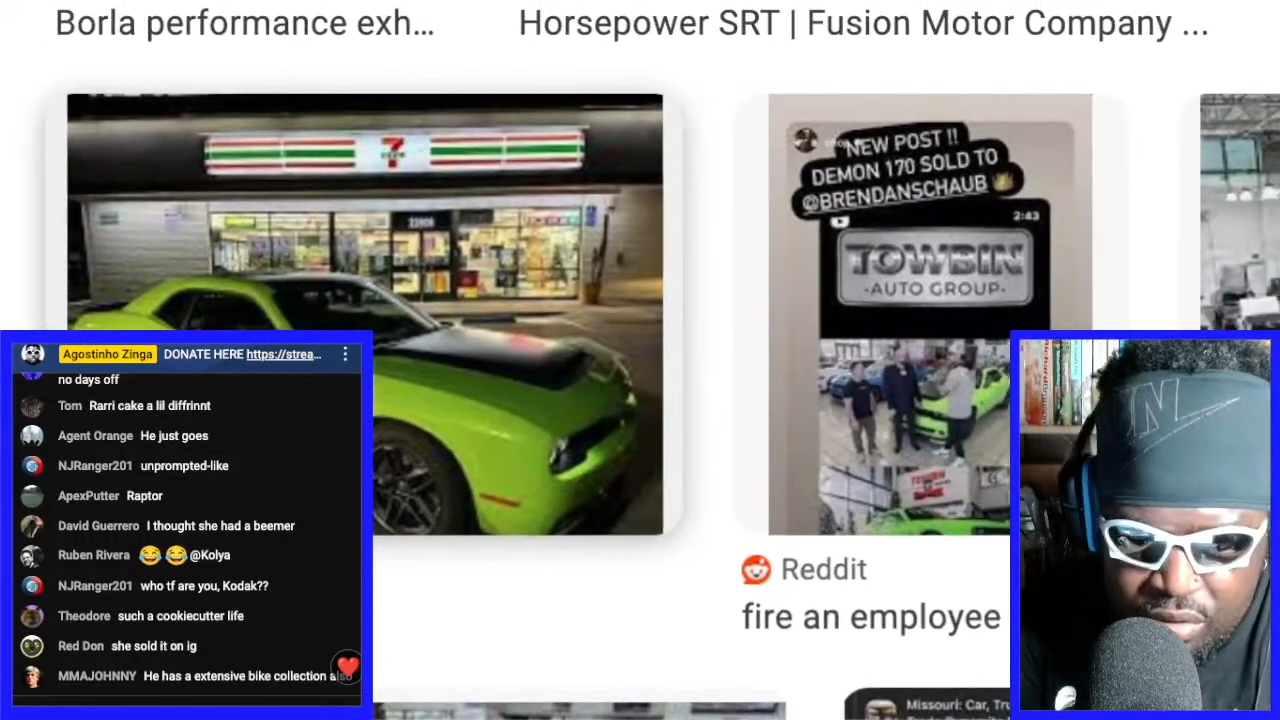 Borla performance exh...
Horsepower SRT | Fusion Motor Company ...
7
NEW POST !!
DEMON 170 SOLD TO
@BRENDANSCHAUB
2:43
TOWBIN
·AUTO GROUP·
TOWBIN
Reddit
fire an employee
Missouri: Car, Tru
Agostinho Zinga DONATE HERE https://strea...
no days off
Tom Rarri cake a lil diffrinnt
Agent Orange He just goes
NJRanger201 unprompted-like
ApexPutter Raptor
David Guerrero I thought she had a beemer
Ruben Rivera 😂😂 @Kolya
NJRanger201 who tf are you, Kodak??
Theodore such a cookiecutter life
Red Don she sold it on ig
MMAJOHNNY He has a extensive bike collection also